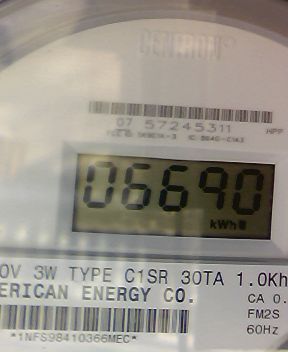 CENTRON®
07 57245311
HPP
06690
kWh
0V 3W TYPE C1SR 30TA 1.0Kh
ERICAN ENERGY CO.
CA 0.
FM2S
60Hz
*1NFS98410366MEC*